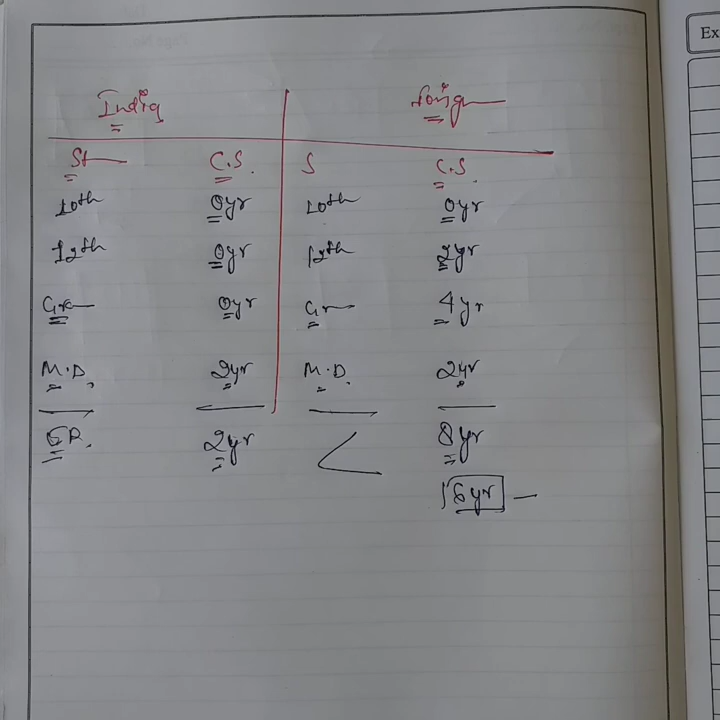 India Foreign
St C.S. S C.S.
10th 0yr 10th 0yr
12th 0yr 12th 2yr
Gr 0yr Gr 4yr
M.D. 2yr M.D. 2yr
2yr 8yr
6yr
Ex